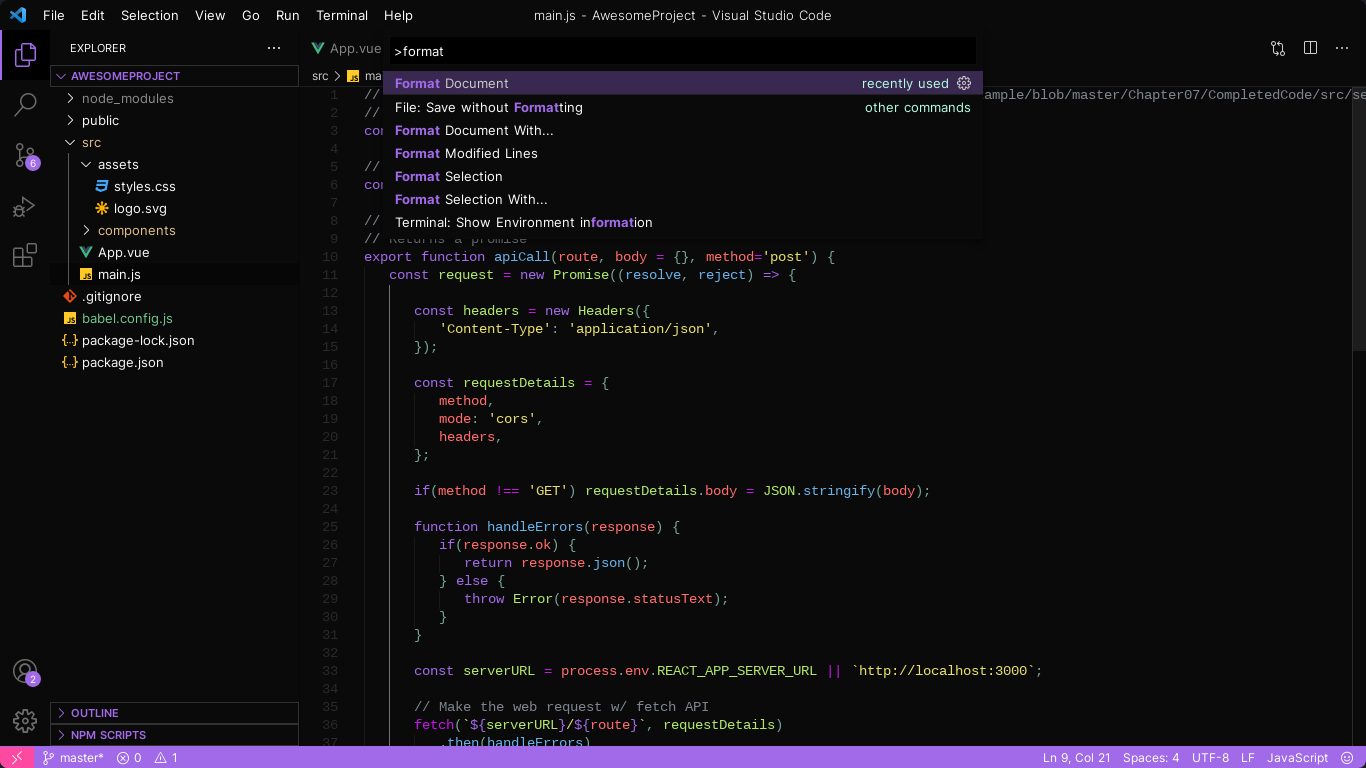 File Edit Selection View Go Run Terminal Help
main.js - AwesomeProject - Visual Studio Code
EXPLORER
AWESOMEPROJECT
node_modules
public
src
assets
styles.css
logo.svg
components
App.vue
main.js
.gitignore
babel.config.js
package-lock.json
package.json
OUTLINE
NPM SCRIPTS
6
2
App.vue
src
JS
>format
Format Document recently used
File: Save without Formatting other commands
Format Document With...
Format Modified Lines
Format Selection
Format Selection With...
Terminal: Show Environment information
1 // ample/blob/master/Chapter07/CompletedCode/src/se
2 //
3 con
4
5 //
6 con
7
8 //
9 // Returns a promise
10 export function apiCall(route, body = {}, method='post') {
11 const request = new Promise((resolve, reject) => {
12
13 const headers = new Headers({
14 'Content-Type': 'application/json',
15 });
16
17 const requestDetails = {
18 method,
19 mode: 'cors',
20 headers,
21 };
22
23 if(method !== 'GET') requestDetails.body = JSON.stringify(body);
24
25 function handleErrors(response) {
26 if(response.ok) {
27 return response.json();
28 } else {
29 throw Error(response.statusText);
30 }
31 }
32
33 const serverURL = process.env.REACT_APP_SERVER_URL || `http://localhost:3000`;
34
35 // Make the web request w/ fetch API
36 fetch(`${serverURL}/${route}`, requestDetails)
37 .then(handleErrors)
master* 0 1
Ln 9, Col 21 Spaces: 4 UTF-8 LF JavaScript